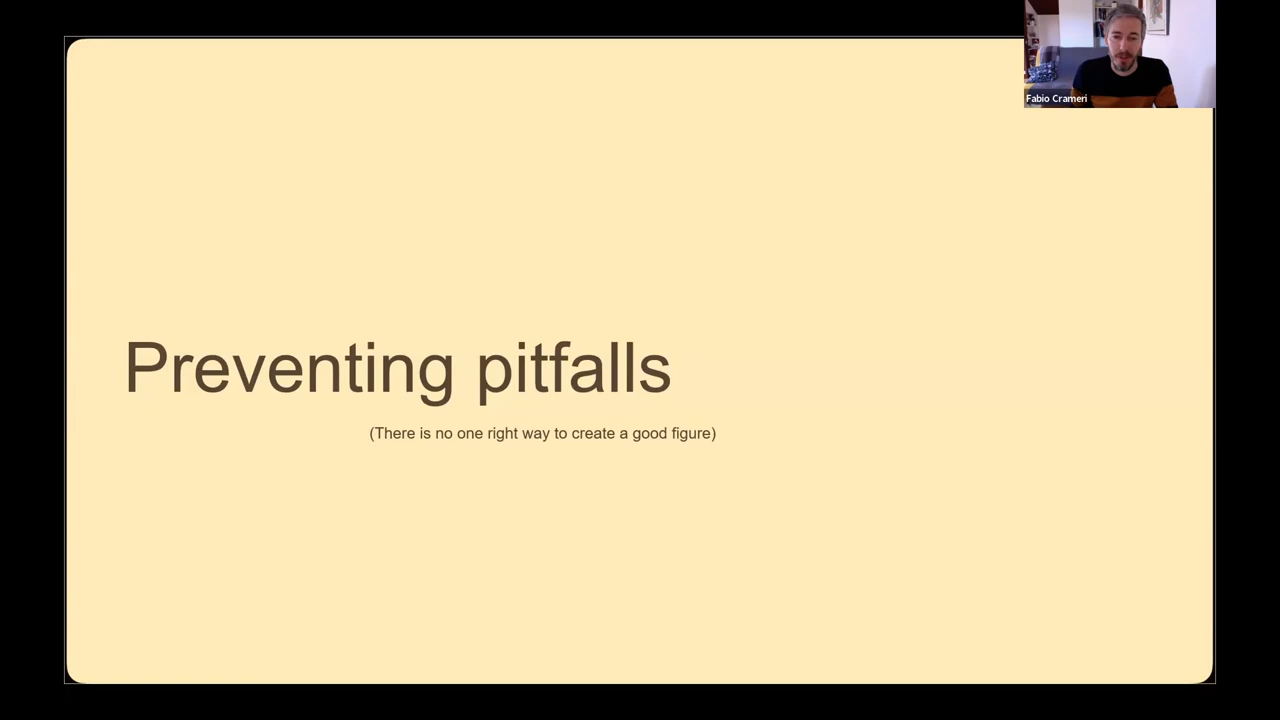 Fabio Crameri
Preventing pitfalls
(There is no one right way to create a good figure)